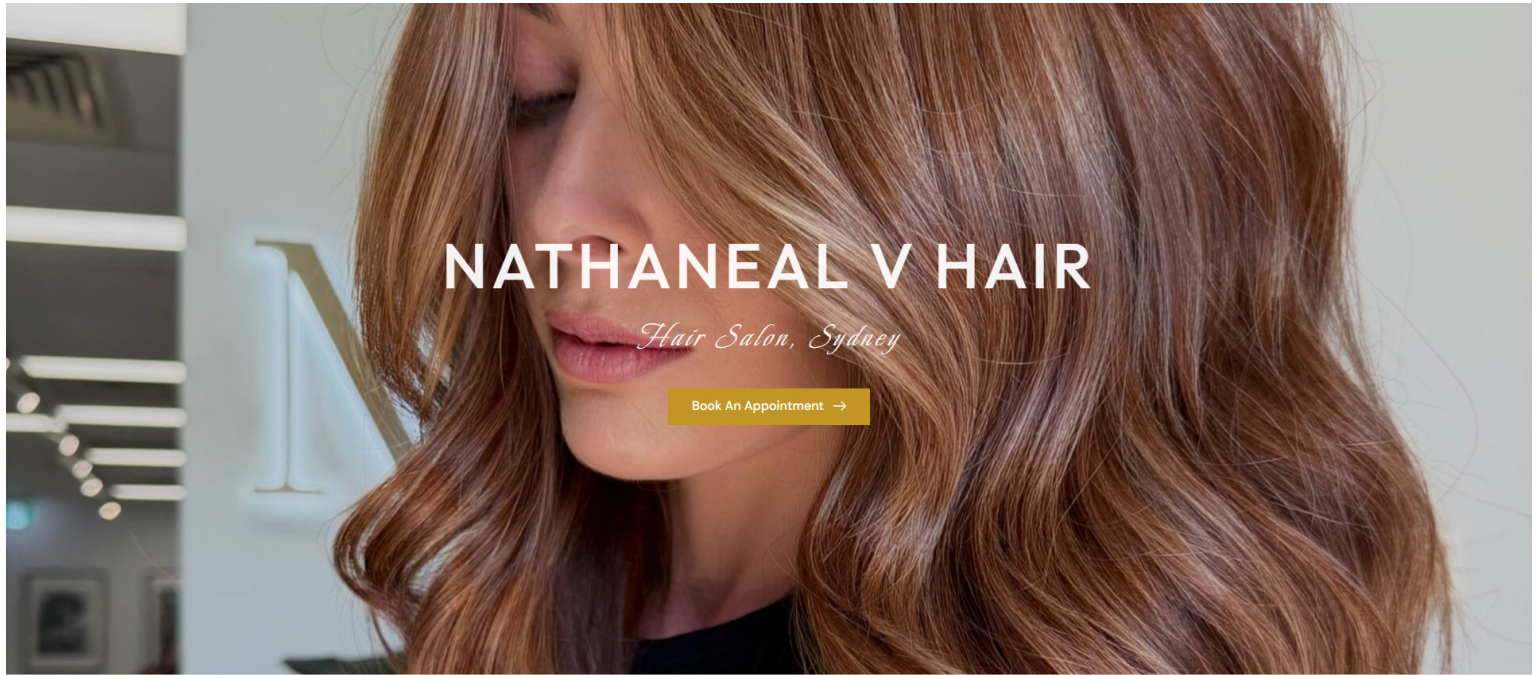 N
NATHANEAL V HAIR
Hair Salon, Sydney
Book An Appointment →